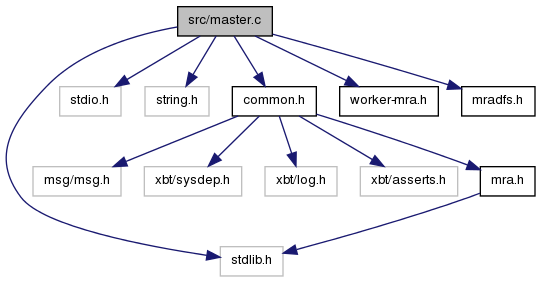 src/master.c
stdio.h
string.h
common.h
worker-mra.h
mradfs.h
msg/msg.h
xbt/sysdep.h
xbt/log.h
xbt/asserts.h
mra.h
stdlib.h